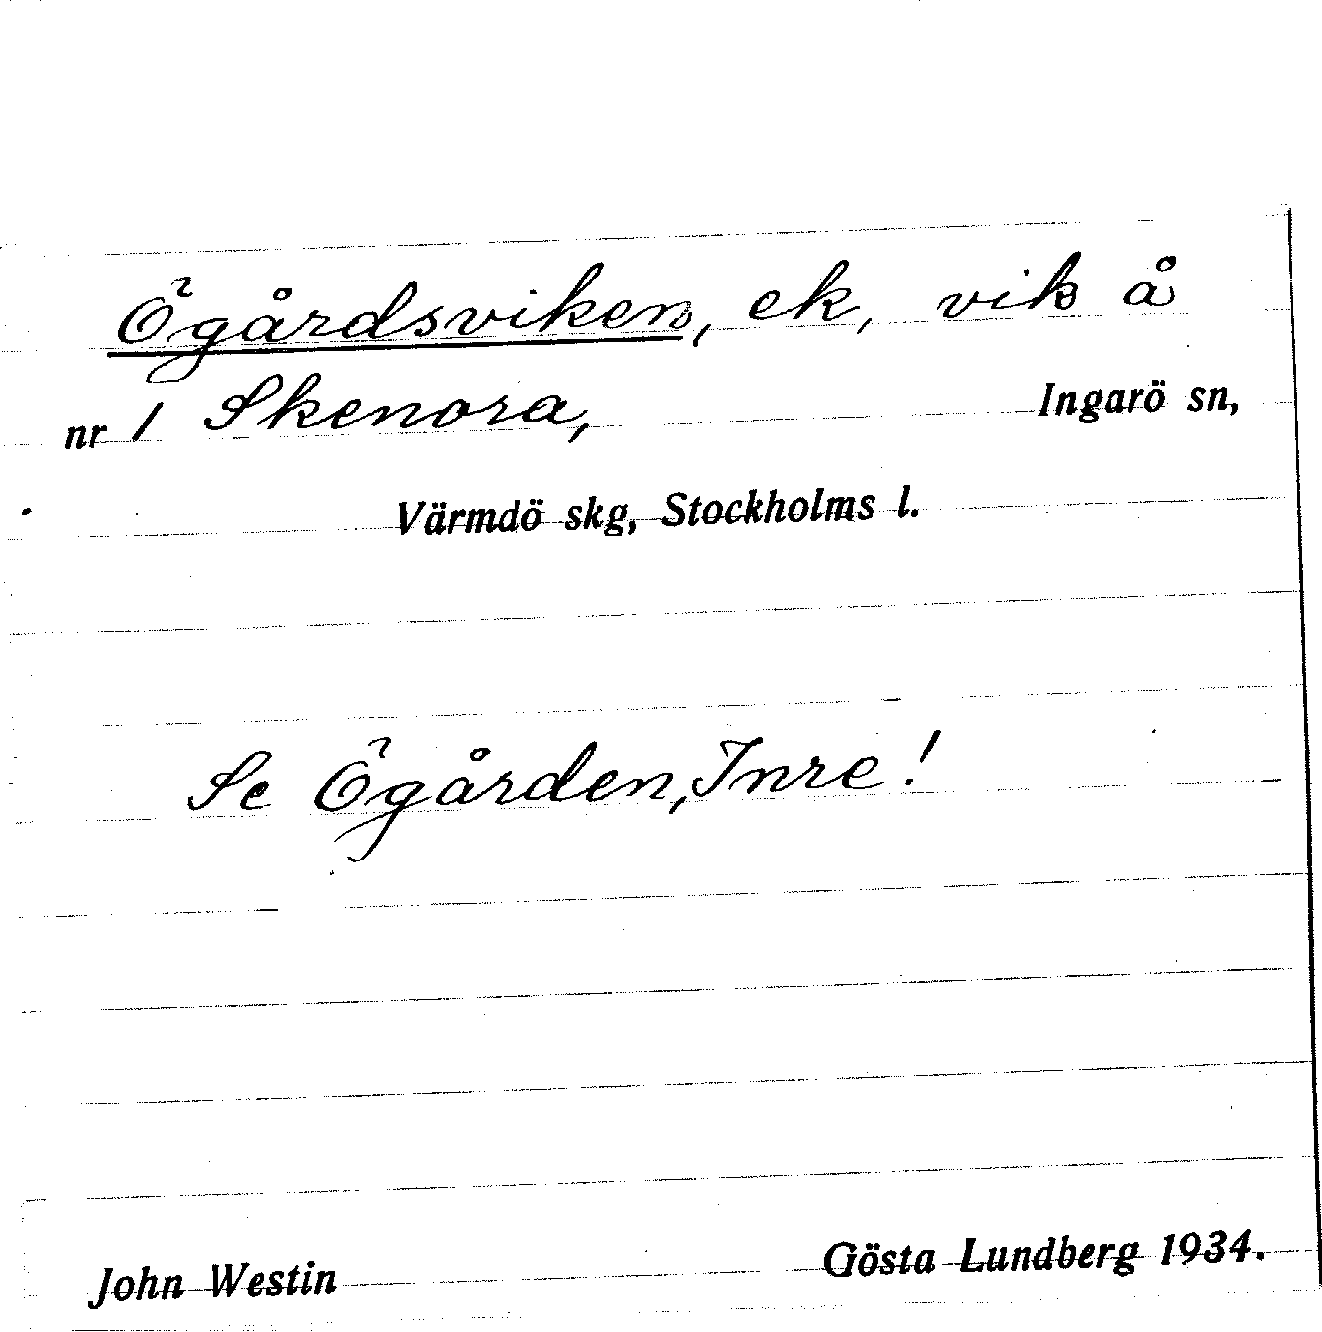 Ögårdsviken, ek, vik å
nr 1 Skenora, Ingarö sn,
Värmdö skg, Stockholms l.
Se Ögården, Inre!
John Westin Gösta Lundberg 1934.